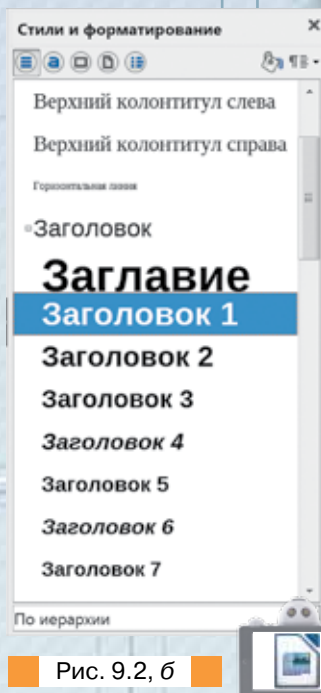 Стили и форматирование
Верхний колонтитул слева
Верхний колонтитул справа
Горизонтальная линия
Заголовок
Заглавие
Заголовок 1
Заголовок 2
Заголовок 3
Заголовок 4
Заголовок 5
Заголовок 6
Заголовок 7
По иерархии
Рис. 9.2, б